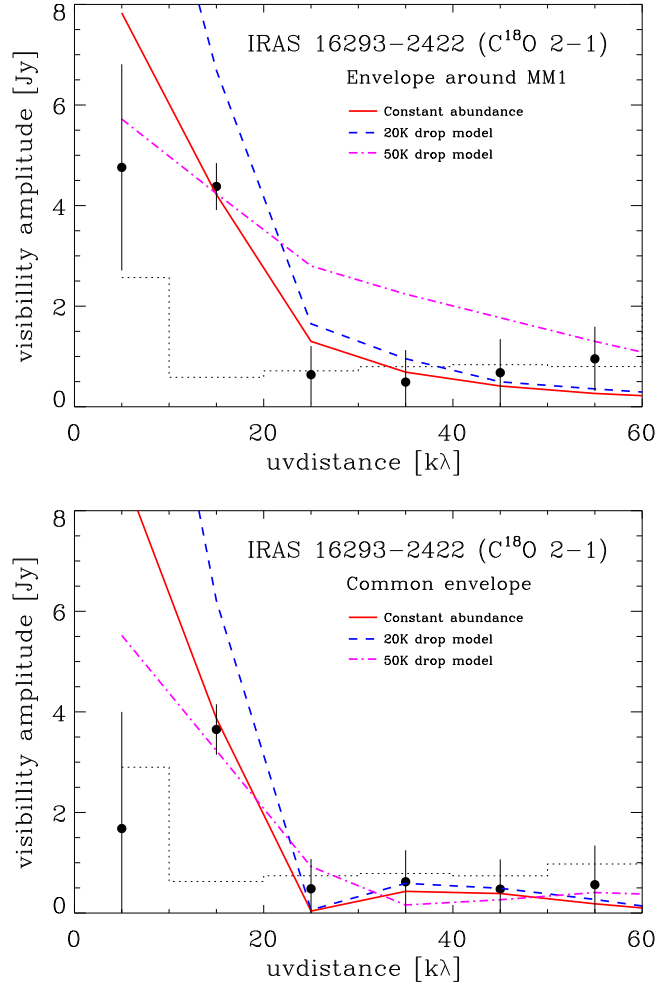 8
IRAS 16293−2422 (C¹⁸O 2−1)
Envelope around MM1
Constant abundance
20K drop model
50K drop model
6
4
2
0
visibillity amplitude [Jy]
0 20 40 60
uvdistance [kλ]
8
IRAS 16293−2422 (C¹⁸O 2−1)
Common envelope
Constant abundance
20K drop model
50K drop model
6
4
2
0
visibillity amplitude [Jy]
0 20 40 60
uvdistance [kλ]